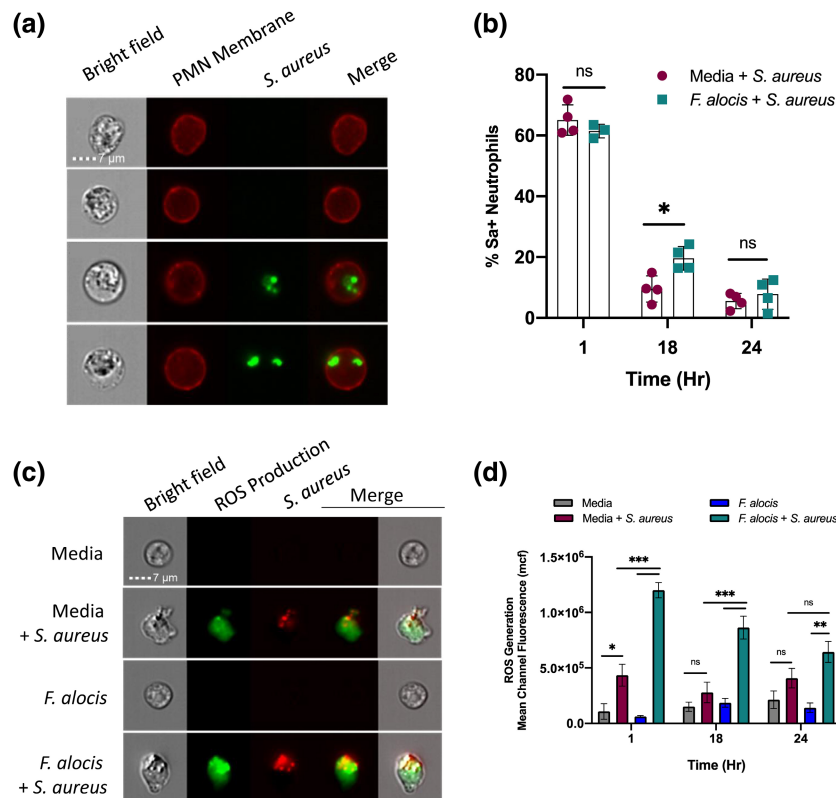 (a)
Bright field
PMN Membrane
S. aureus
Merge
7 µm
(b)
Media + S. aureus
F. alocis + S. aureus
% Sa+ Neutrophils
80
60
40
20
0
ns
*
ns
1 18 24
Time (Hr)
(c)
Bright field
ROS Production
S. aureus
Merge
Media
7 µm
Media
+ S. aureus
F. alocis
F. alocis
+ S. aureus
(d)
Media
Media + S. aureus
F. alocis
F. alocis + S. aureus
ROS Generation
Mean Channel Fluorescence (mcf)
1.5×10⁶
1.0×10⁶
5.0×10⁵
0.0
*
***
ns
***
ns
ns
**
1 18 24
Time (Hr)